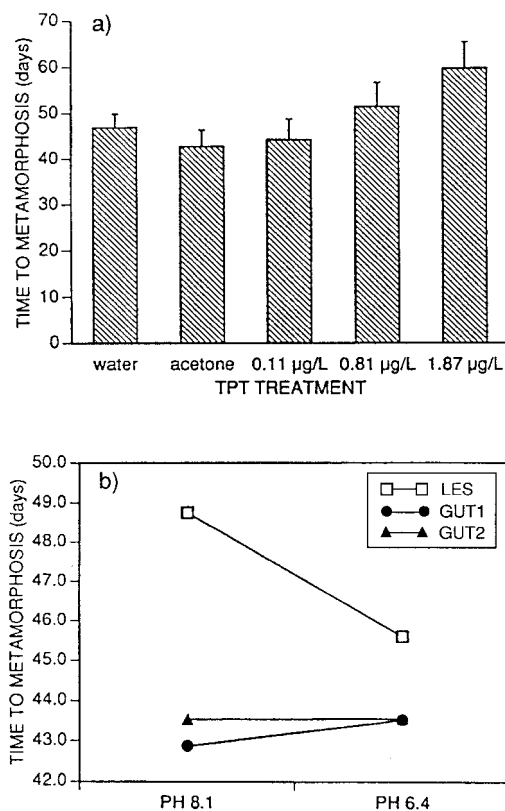 a)
TIME TO METAMORPHOSIS (days)
70
60
50
40
30
20
10
0
water acetone 0.11 µg/L 0.81 µg/L 1.87 µg/L
TPT TREATMENT
b)
TIME TO METAMORPHOSIS (days)
50.0
49.0
48.0
47.0
46.0
45.0
44.0
43.0
42.0
LES
GUT1
GUT2
PH 8.1 PH 6.4